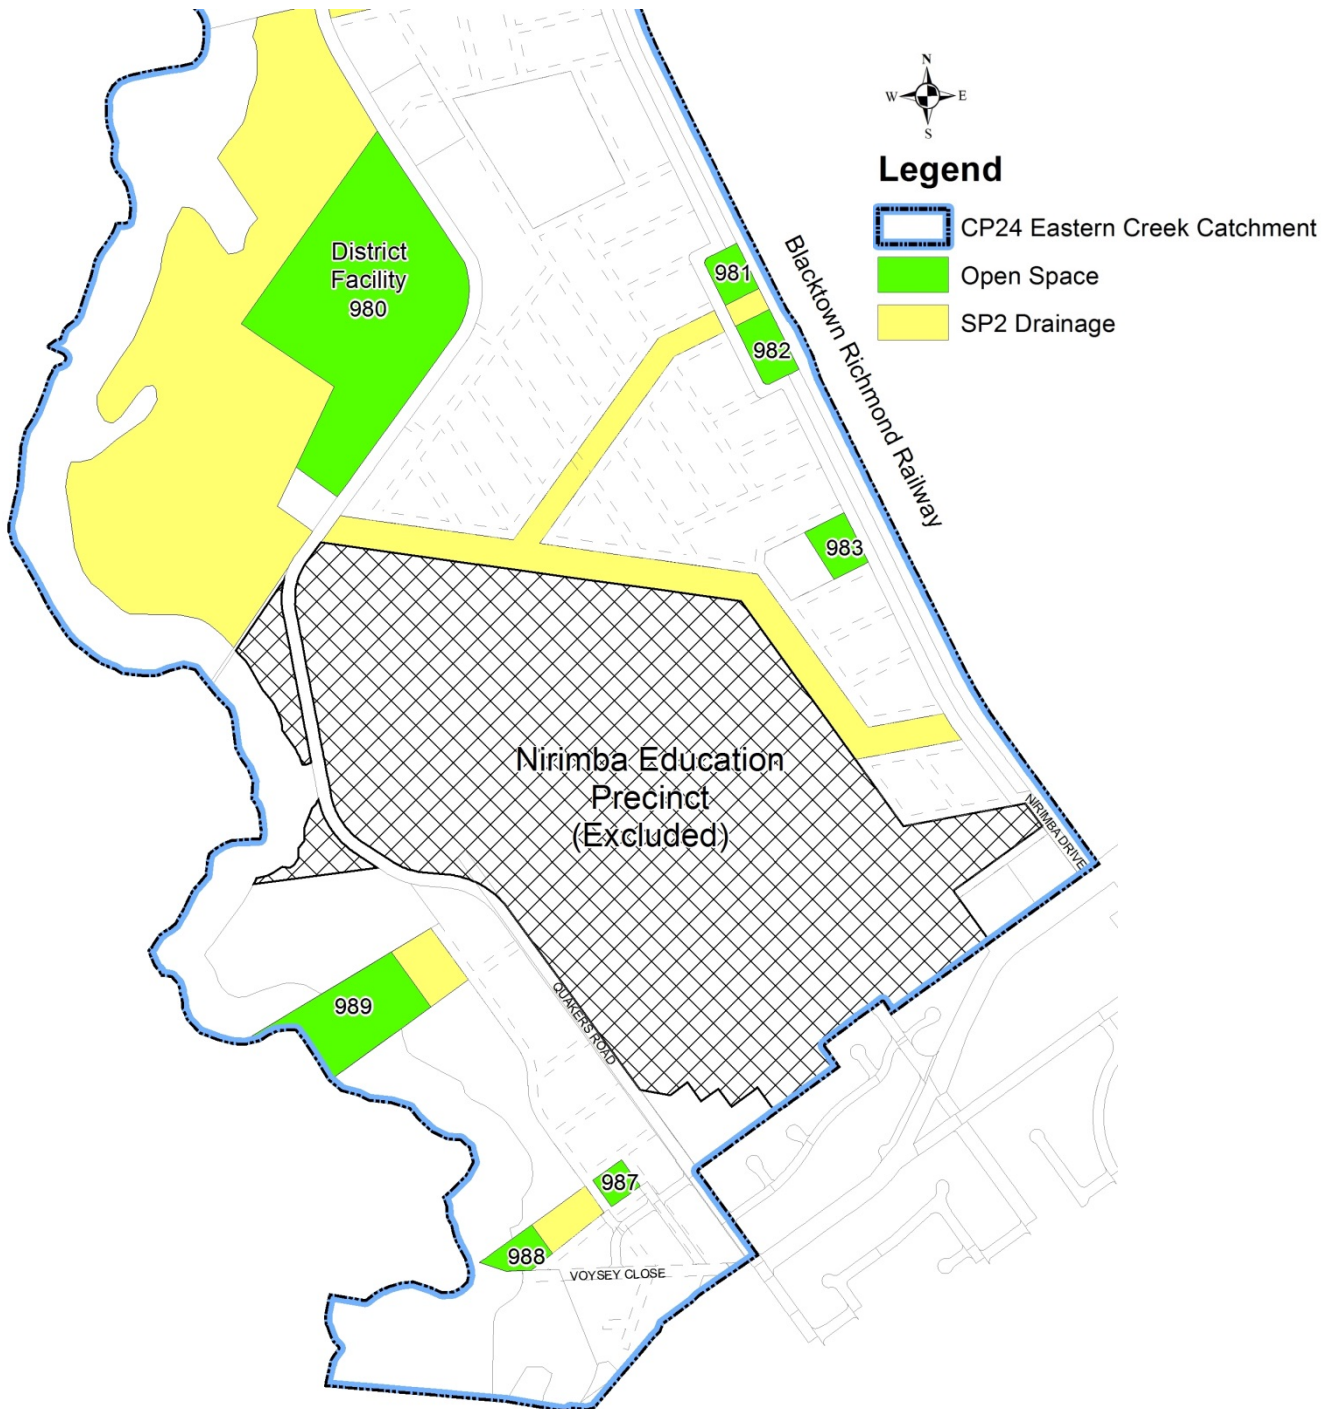 N
W
E
S
Legend
CP24 Eastern Creek Catchment
Open Space
SP2 Drainage
District
Facility
980
981
982
Blacktown Richmond Railway
983
Nirimba Education
Precinct
(Excluded)
NIRIMBA DRIVE
989
QUAKERS ROAD
987
988
VOYSEY CLOSE